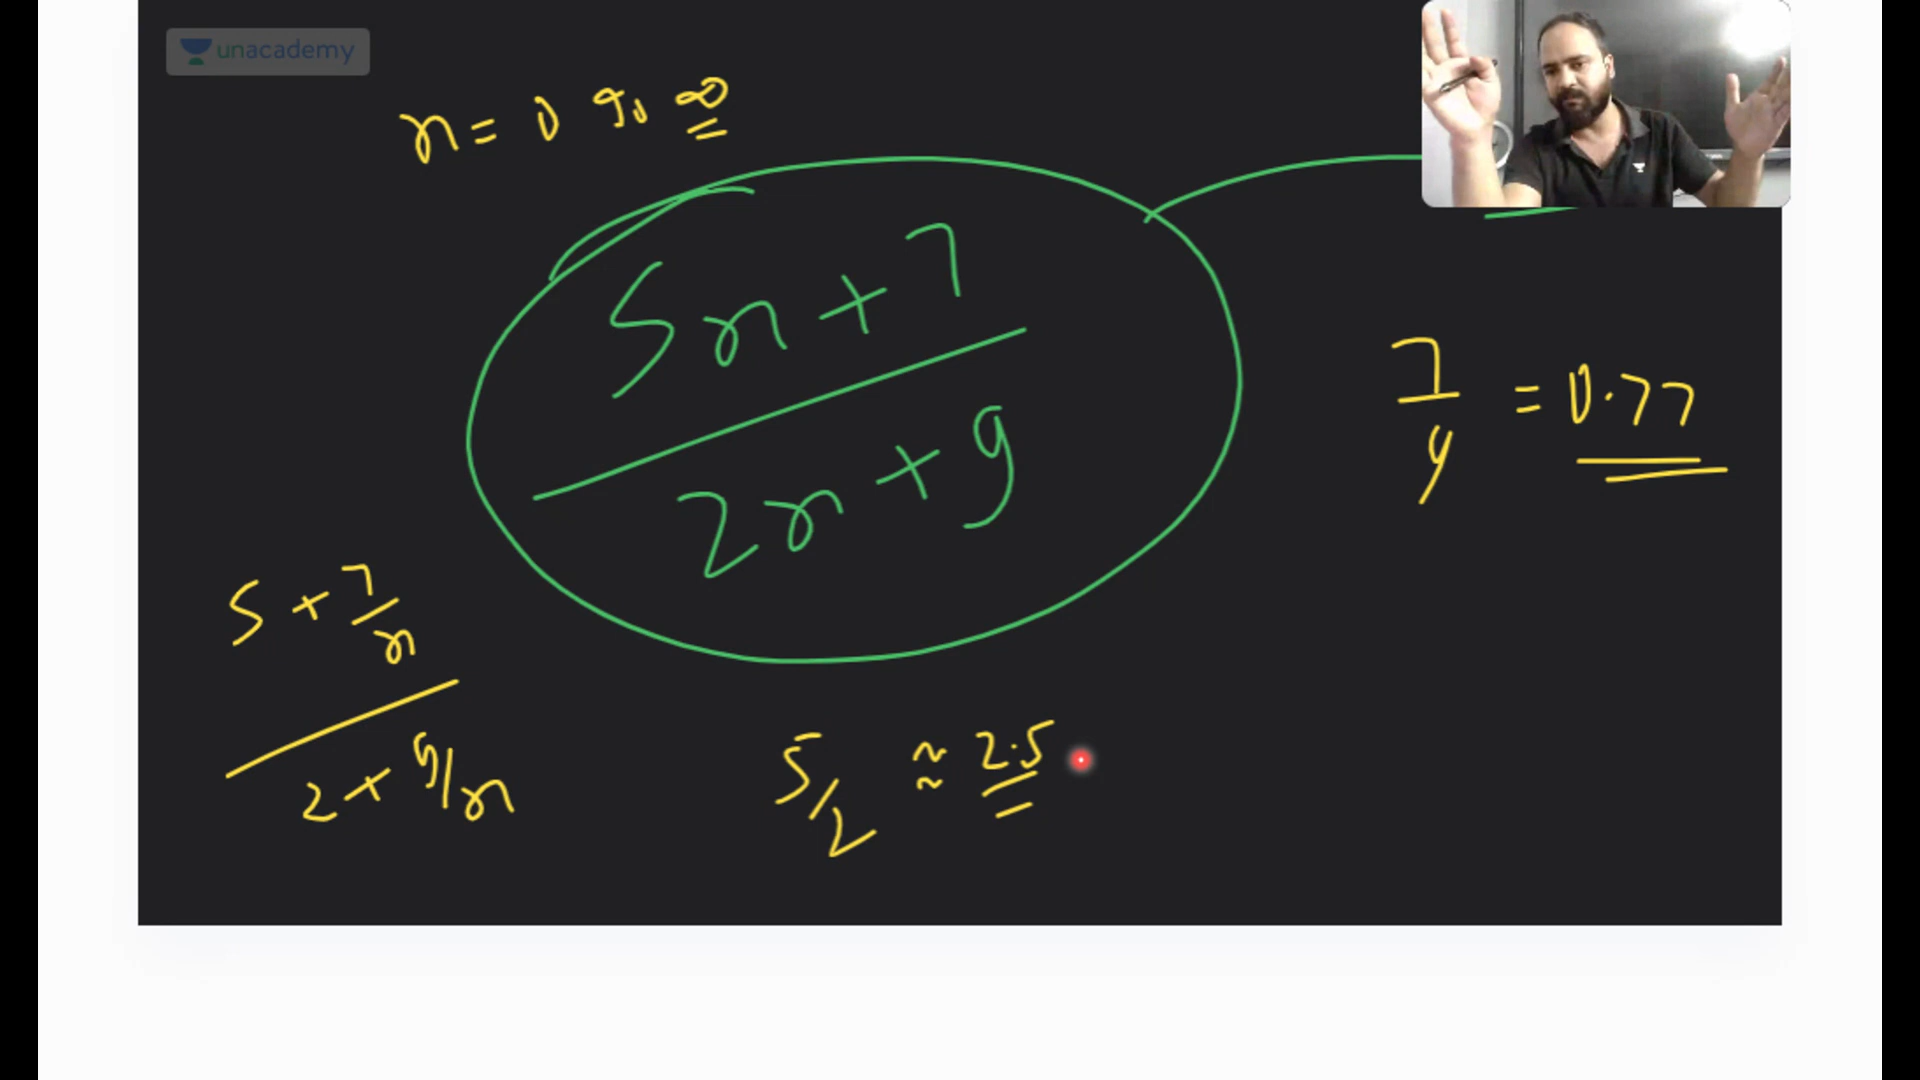 unacademy
n = 0 to ∞
5n + 7
2n + 9
7
9
= 0.77
5 + 7/n
2 + 9/n
5/2 ≈ 2.5